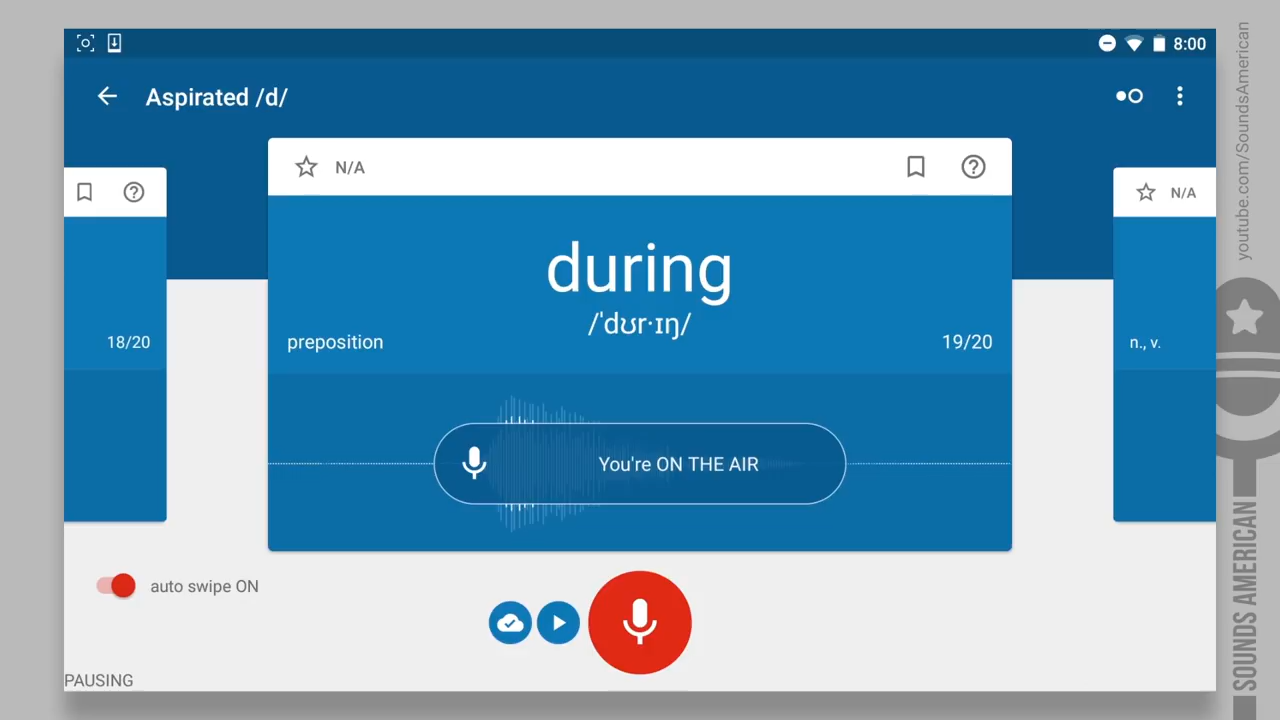 8:00
Aspirated /d/
N/A
N/A
during
/ˈdʊr·ɪŋ/
18/20
preposition
19/20
n., v.
You're ON THE AIR
auto swipe ON
PAUSING
youtube.com/SoundsAmerican
SOUNDS AMERICAN